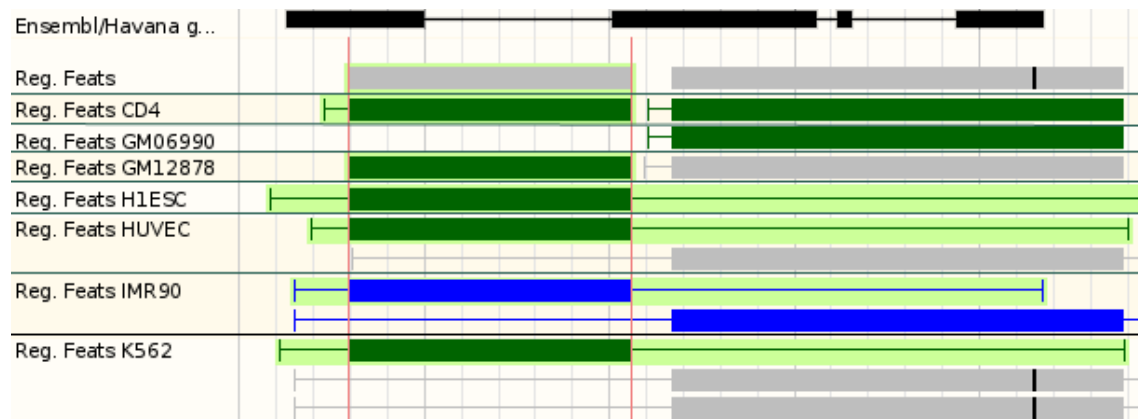 Ensembl/Havana g...
Reg. Feats
Reg. Feats CD4
Reg. Feats GM06990
Reg. Feats GM12878
Reg. Feats H1ESC
Reg. Feats HUVEC
Reg. Feats IMR90
Reg. Feats K562